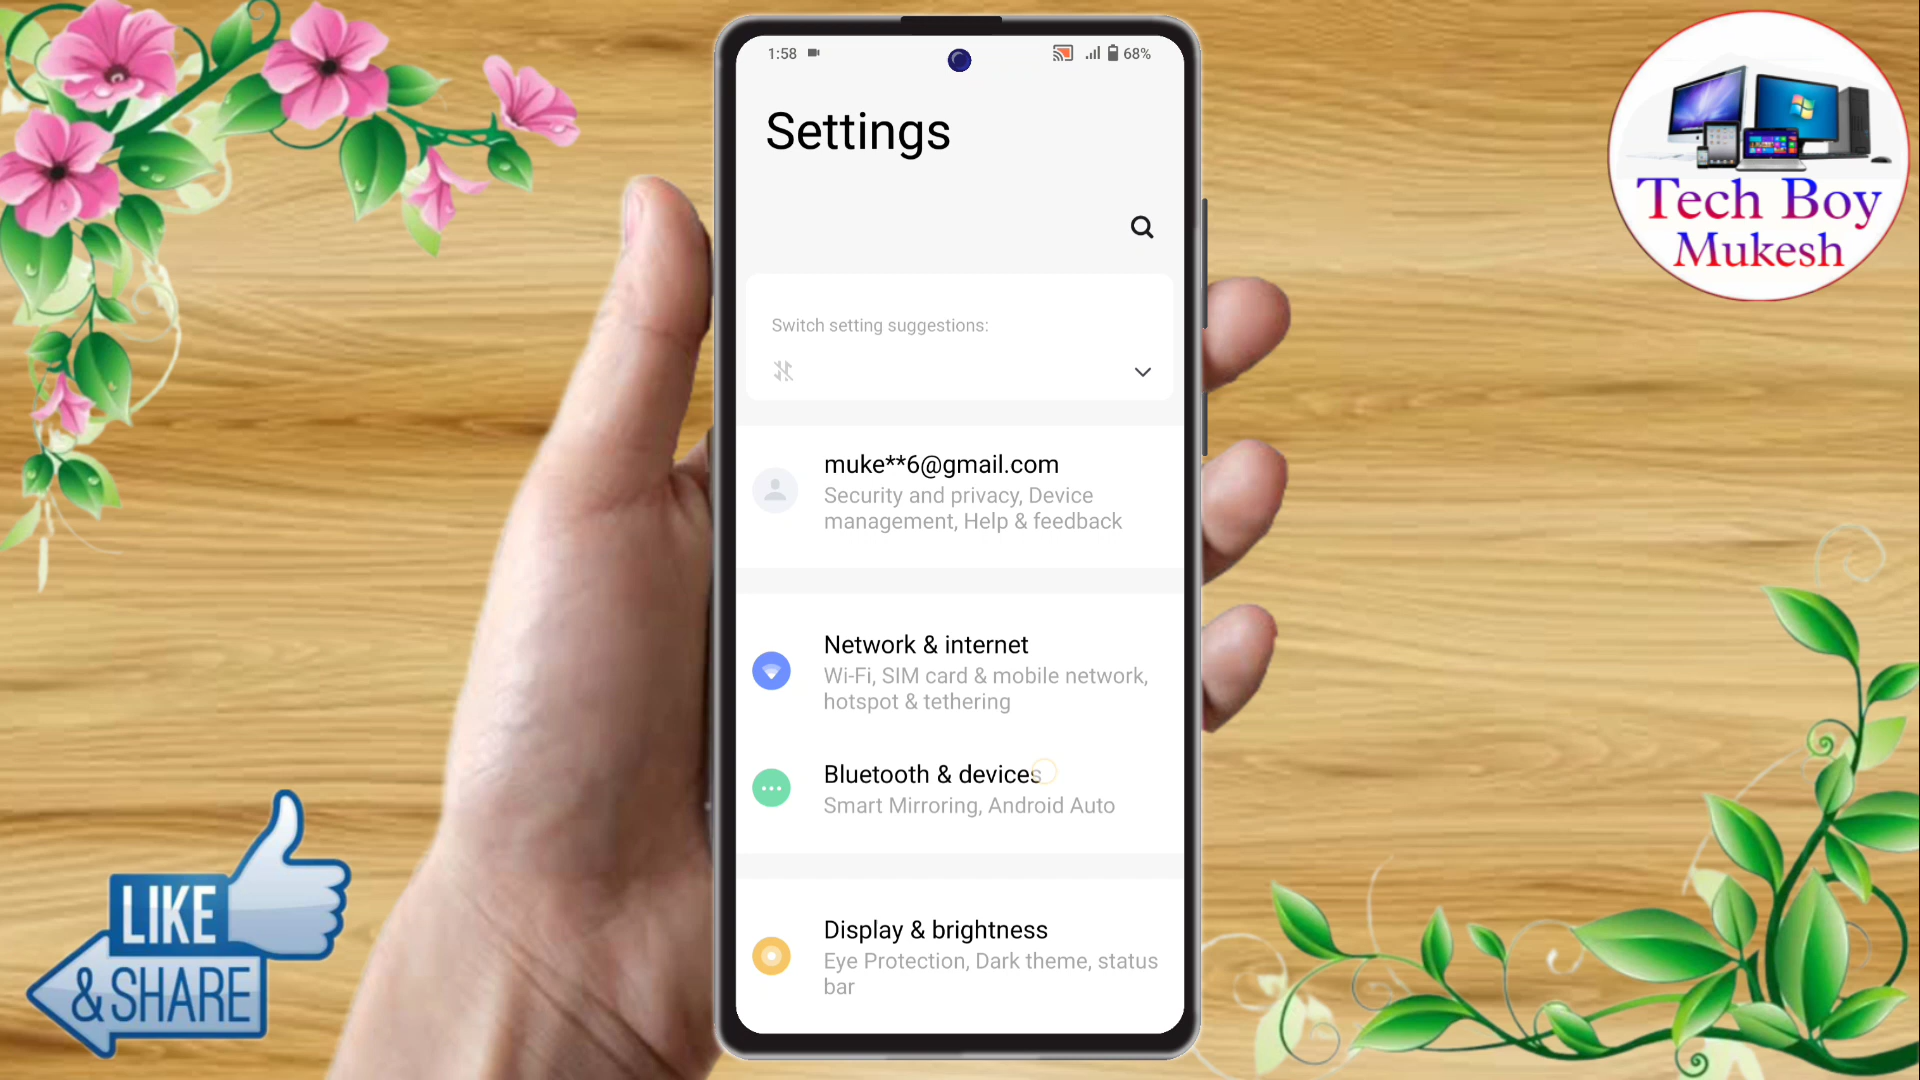 1:58
68%
Settings
Switch setting suggestions:
muke**6@gmail.com
Security and privacy, Device
management, Help & feedback
Network & internet
Wi-Fi, SIM card & mobile network,
hotspot & tethering
Bluetooth & devices
Smart Mirroring, Android Auto
Display & brightness
Eye Protection, Dark theme, status
bar
Tech Boy
Mukesh
LIKE
& SHARE